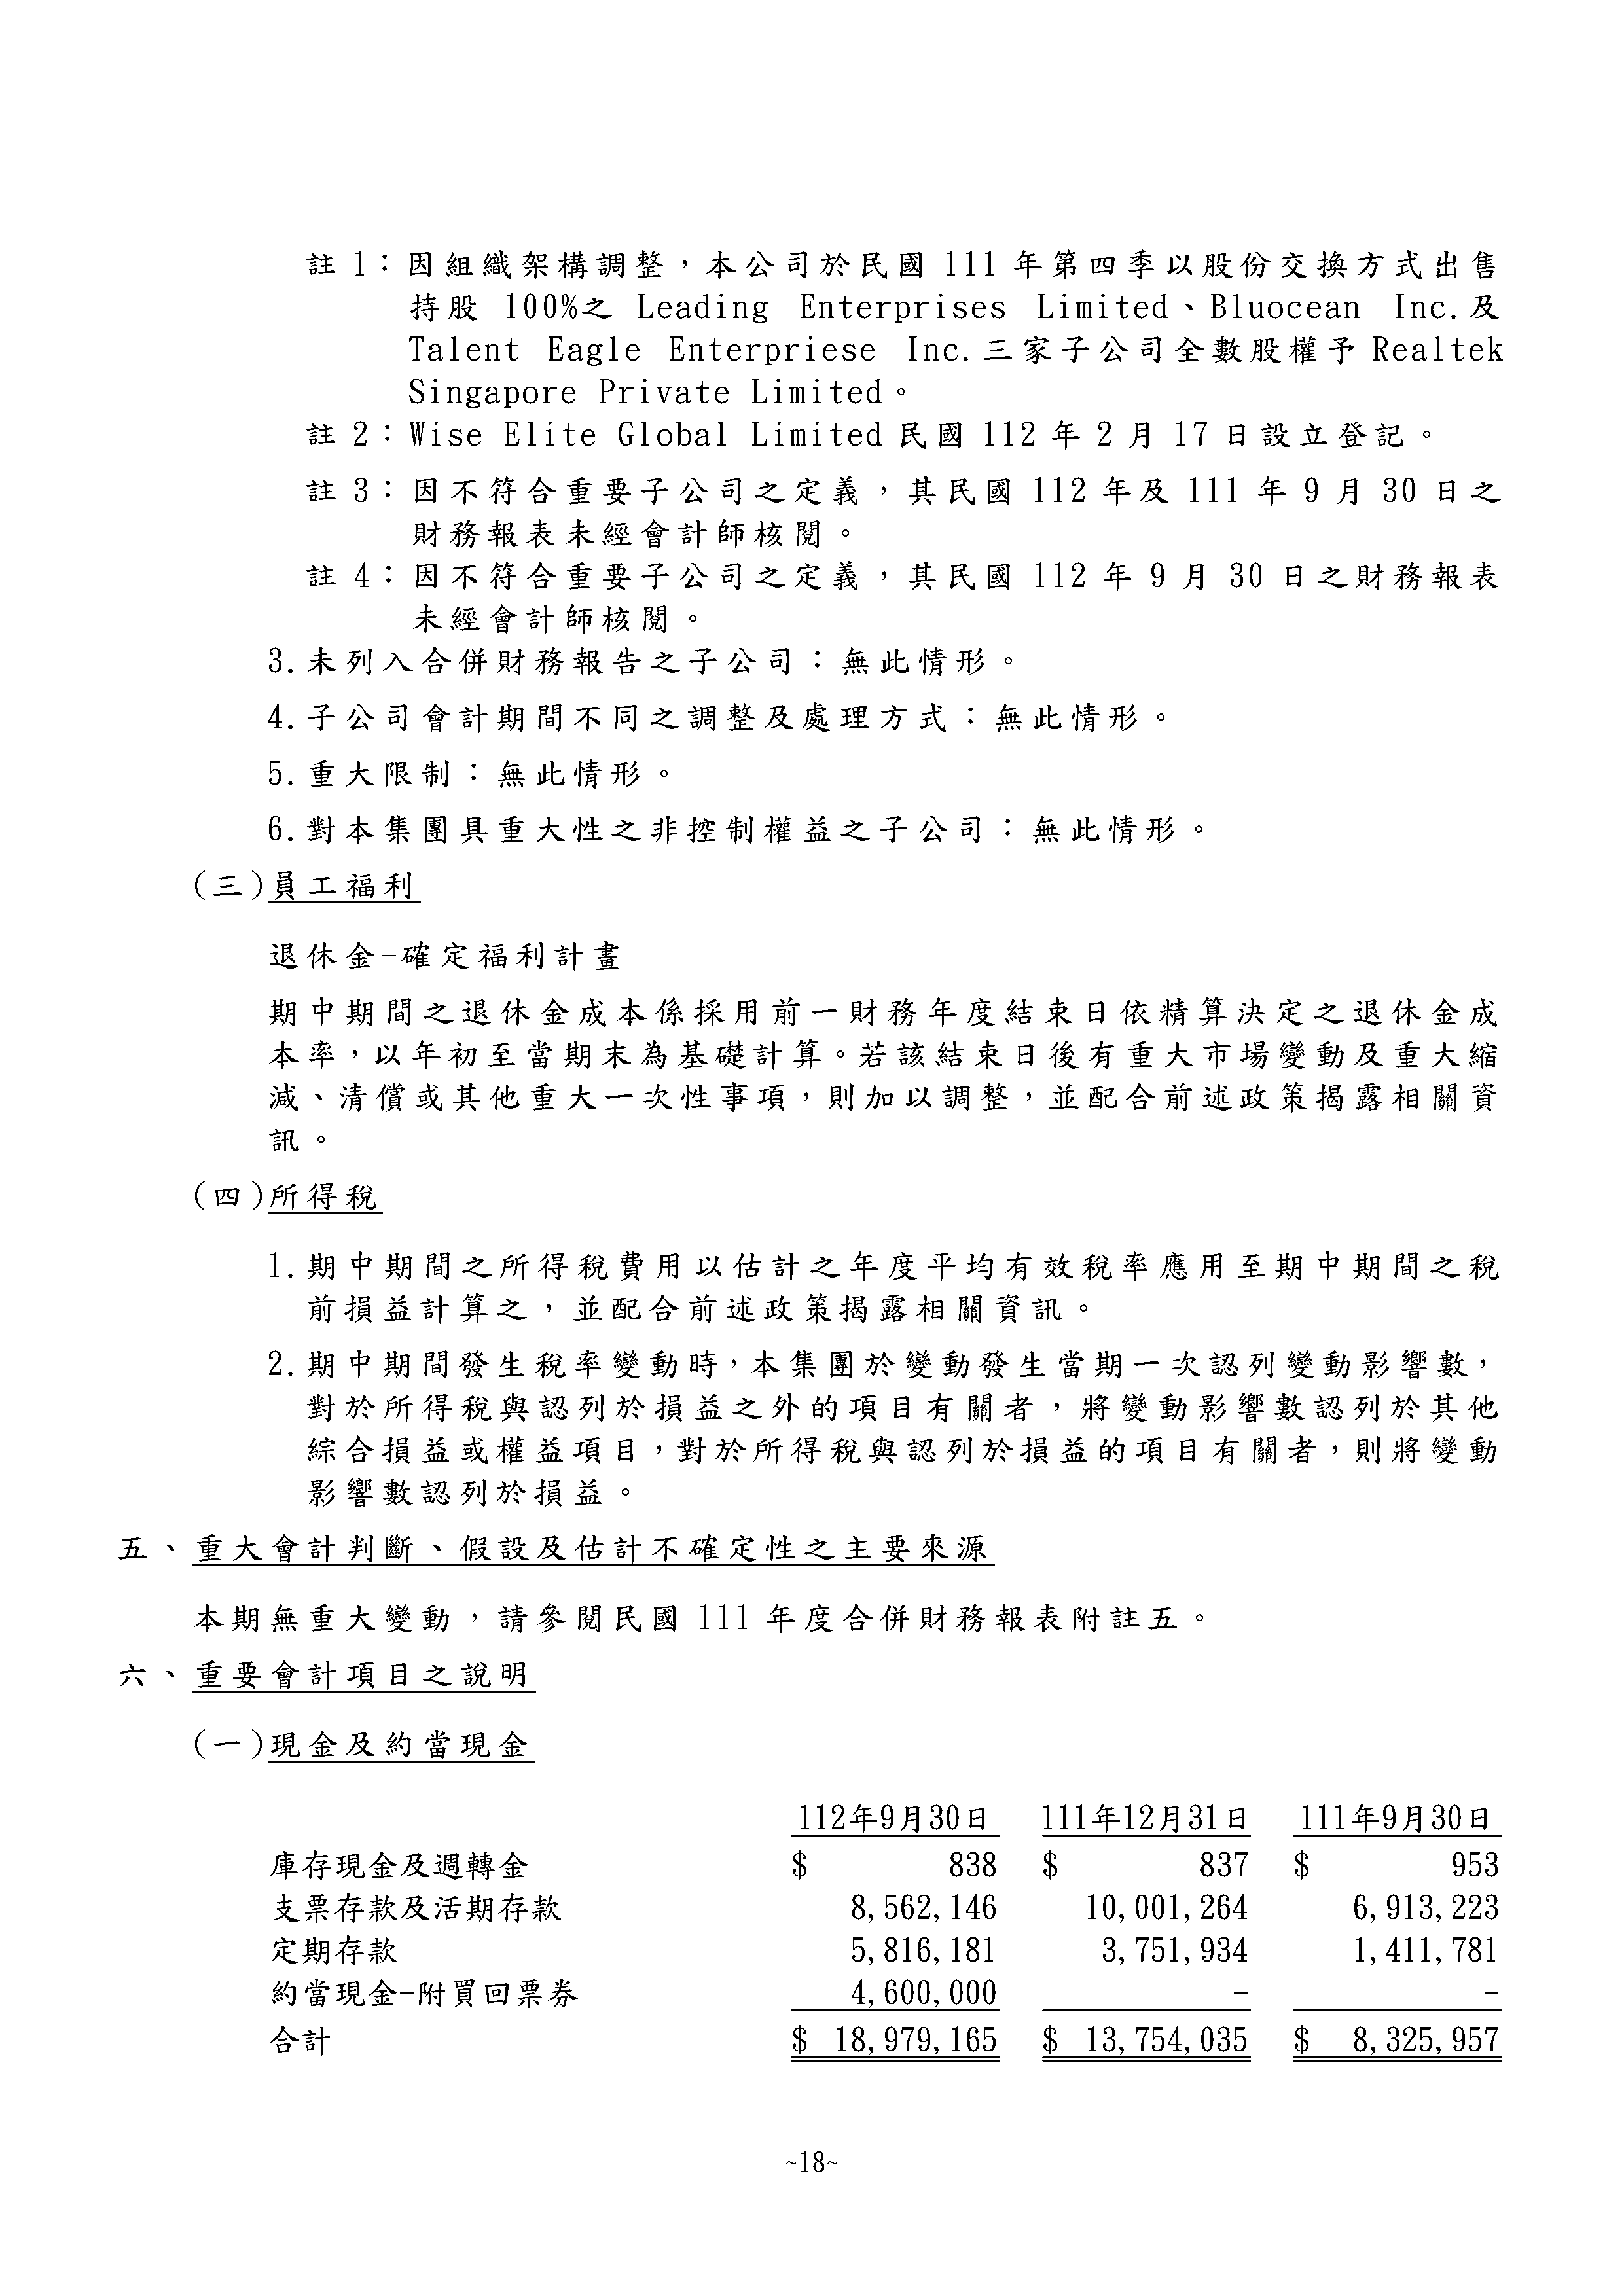 註 1：因組織架構調整，本公司於民國 111 年第四季以股份交換方式出售
持股 100%之 Leading Enterprises Limited、Bluocean Inc.及
Talent Eagle Enterpriese Inc.三家子公司全數股權予 Realtek
Singapore Private Limited。
註 2：Wise Elite Global Limited 民國 112 年 2 月 17 日設立登記。
註 3：因不符合重要子公司之定義，其民國 112 年及 111 年 9 月 30 日之
財務報表未經會計師核閱。
註 4：因不符合重要子公司之定義，其民國 112 年 9 月 30 日之財務報表
未經會計師核閱。
3.未列入合併財務報告之子公司：無此情形。
4.子公司會計期間不同之調整及處理方式：無此情形。
5.重大限制：無此情形。
6.對本集團具重大性之非控制權益之子公司：無此情形。
(三)員工福利
退休金-確定福利計畫
期中期間之退休金成本係採用前一財務年度結束日依精算決定之退休金成
本率，以年初至當期末為基礎計算。若該結束日後有重大市場變動及重大縮
減、清償或其他重大一次性事項，則加以調整，並配合前述政策揭露相關資
訊。
(四)所得稅
1.期中期間之所得稅費用以估計之年度平均有效稅率應用至期中期間之稅
前損益計算之，並配合前述政策揭露相關資訊。
2.期中期間發生稅率變動時，本集團於變動發生當期一次認列變動影響數，
對於所得稅與認列於損益之外的項目有關者，將變動影響數認列於其他
綜合損益或權益項目，對於所得稅與認列於損益的項目有關者，則將變動
影響數認列於損益。
五、重大會計判斷、假設及估計不確定性之主要來源
本期無重大變動，請參閱民國 111 年度合併財務報表附註五。
六、重要會計項目之說明
(一)現金及約當現金
112年9月30日 111年12月31日 111年9月30日
庫存現金及週轉金 $ 838 $ 837 $ 953
支票存款及活期存款 8,562,146 10,001,264 6,913,223
定期存款 5,816,181 3,751,934 1,411,781
約當現金-附買回票券 4,600,000 - -
合計 $ 18,979,165 $ 13,754,035 $ 8,325,957
~18~